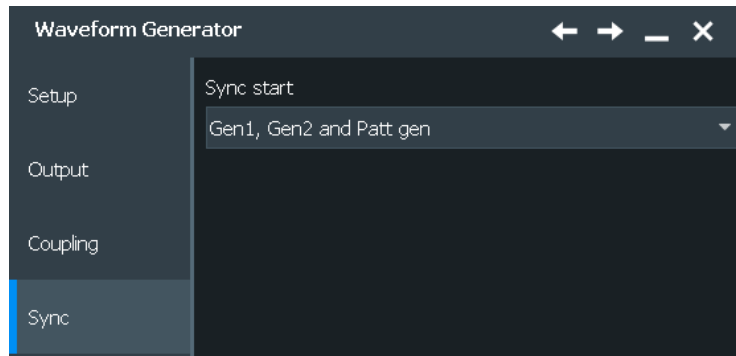 Waveform Generator
Setup
Sync start
Gen1, Gen2 and Patt gen
Output
Coupling
Sync